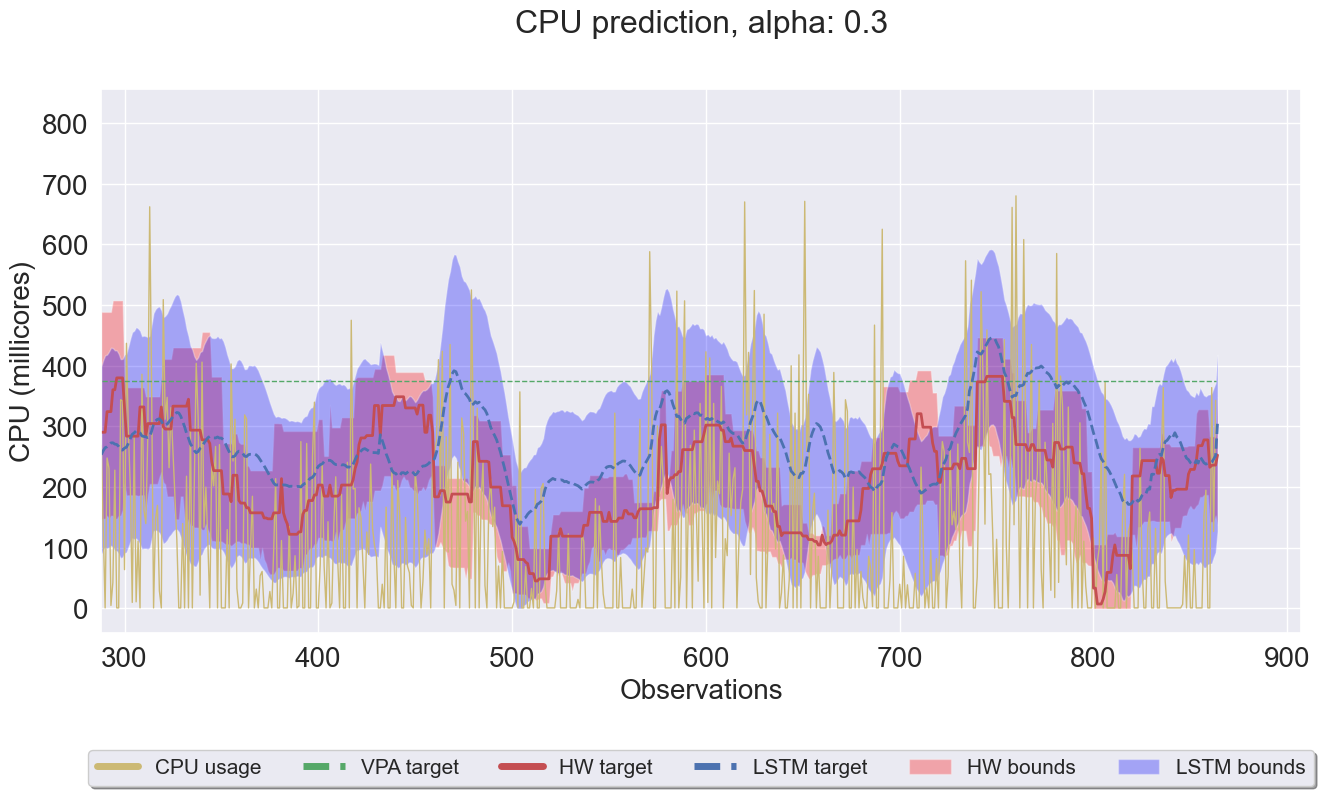 CPU prediction, alpha: 0.3
800
700
600
500
400
300
200
100
0
CPU (millicores)
300 400 500 600 700 800 900
Observations
CPU usage VPA target HW target LSTM target HW bounds LSTM bounds